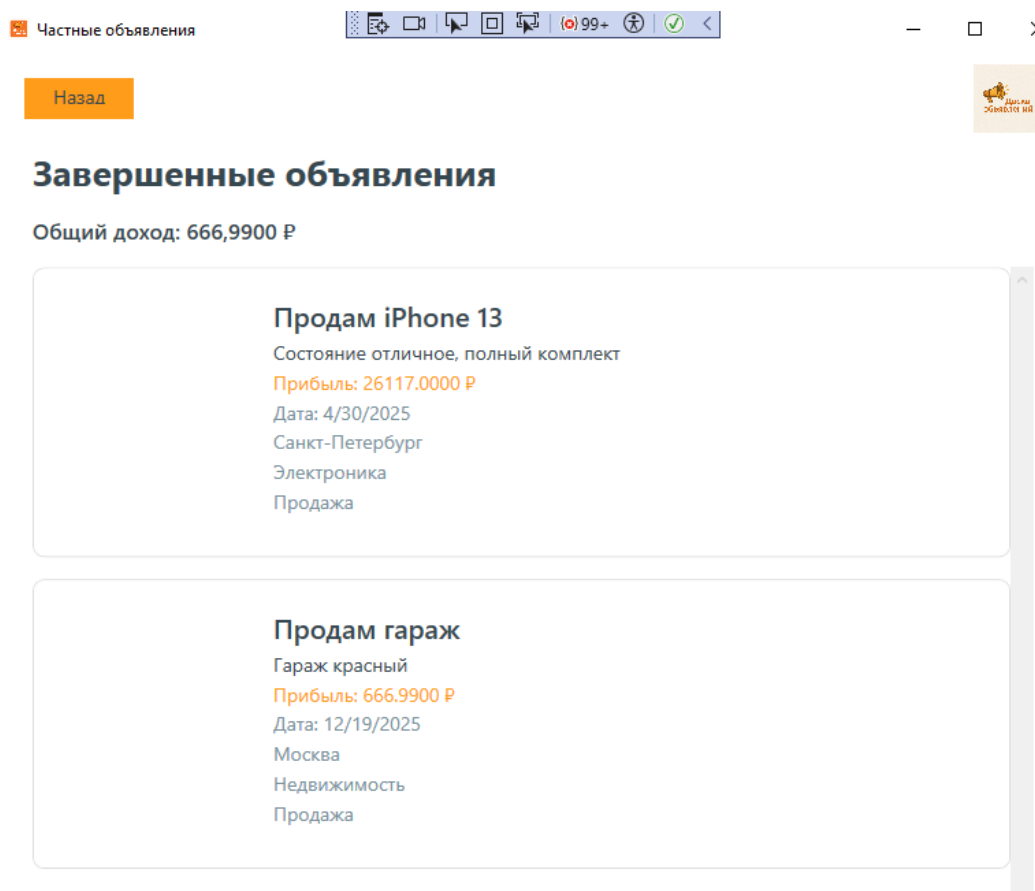 Частные объявления
99+
Назад
Доска
объявлений
Завершенные объявления
Общий доход: 666,9900 ₽
Продам iPhone 13
Состояние отличное, полный комплект
Прибыль: 26117.0000 ₽
Дата: 4/30/2025
Санкт-Петербург
Электроника
Продажа
Продам гараж
Гараж красный
Прибыль: 666.9900 ₽
Дата: 12/19/2025
Москва
Недвижимость
Продажа